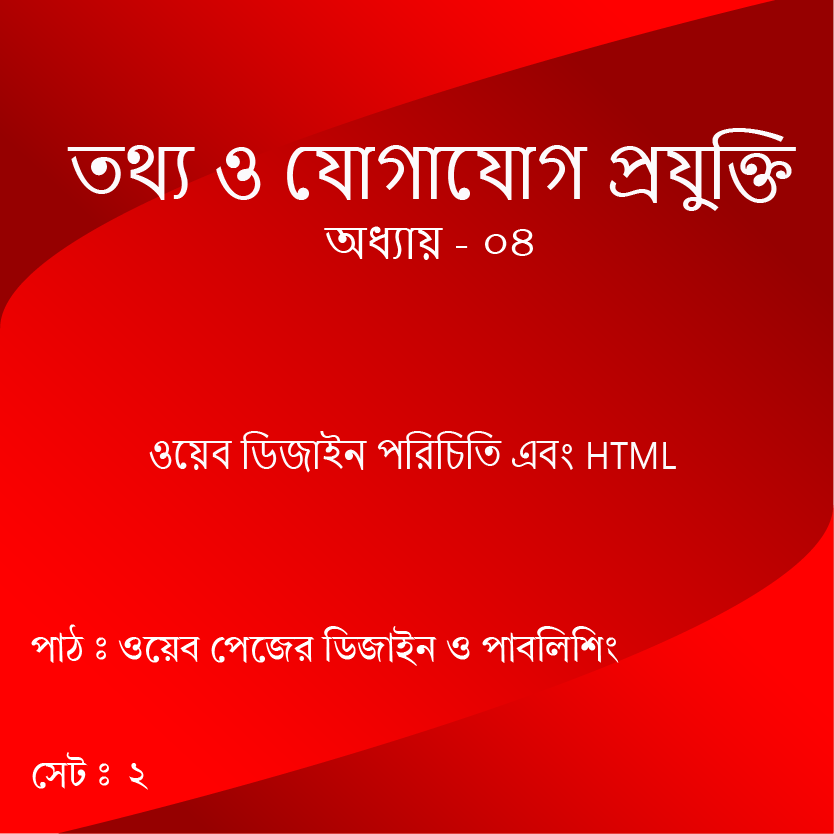 তথ্য ও যোগাযোগ প্রযুক্তি
অধ্যায় - ০৪
ওয়েব ডিজাইন পরিচিতি এবং HTML
পাঠ ঃ ওয়েব পেজের ডিজাইন ও পাবলিশিং
সেট ঃ ২